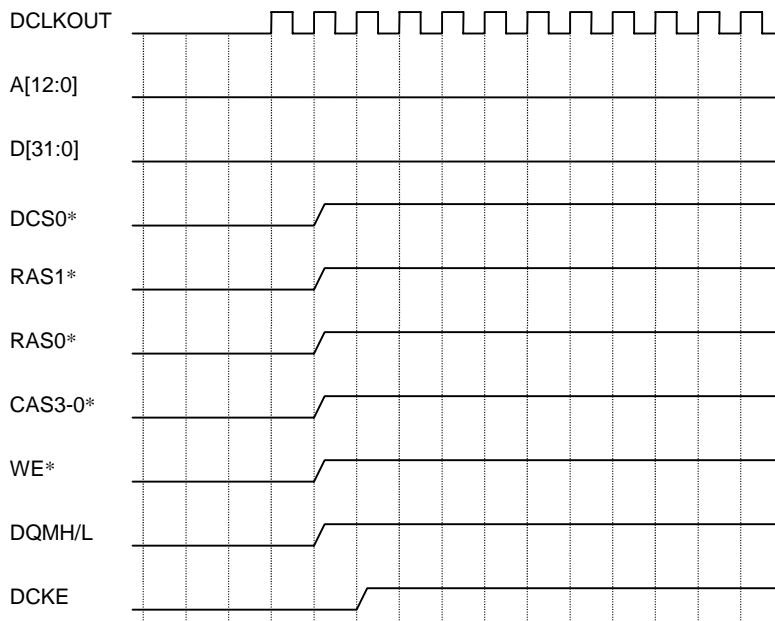 DCLKOUT
A[12:0]
D[31:0]
DCS0*
RAS1*
RAS0*
CAS3-0*
WE*
DQMH/L
DCKE